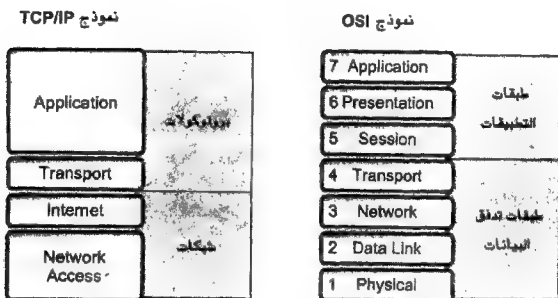 نموذج TCP/IP
Application
Transport
Internet
Network
Access
بروتوكولات
شبكات
نموذج OSI
7 Application
6 Presentation
5 Session
4 Transport
3 Network
2 Data Link
1 Physical
طبقات
التطبيقات
طبقات تدفق
البيانات